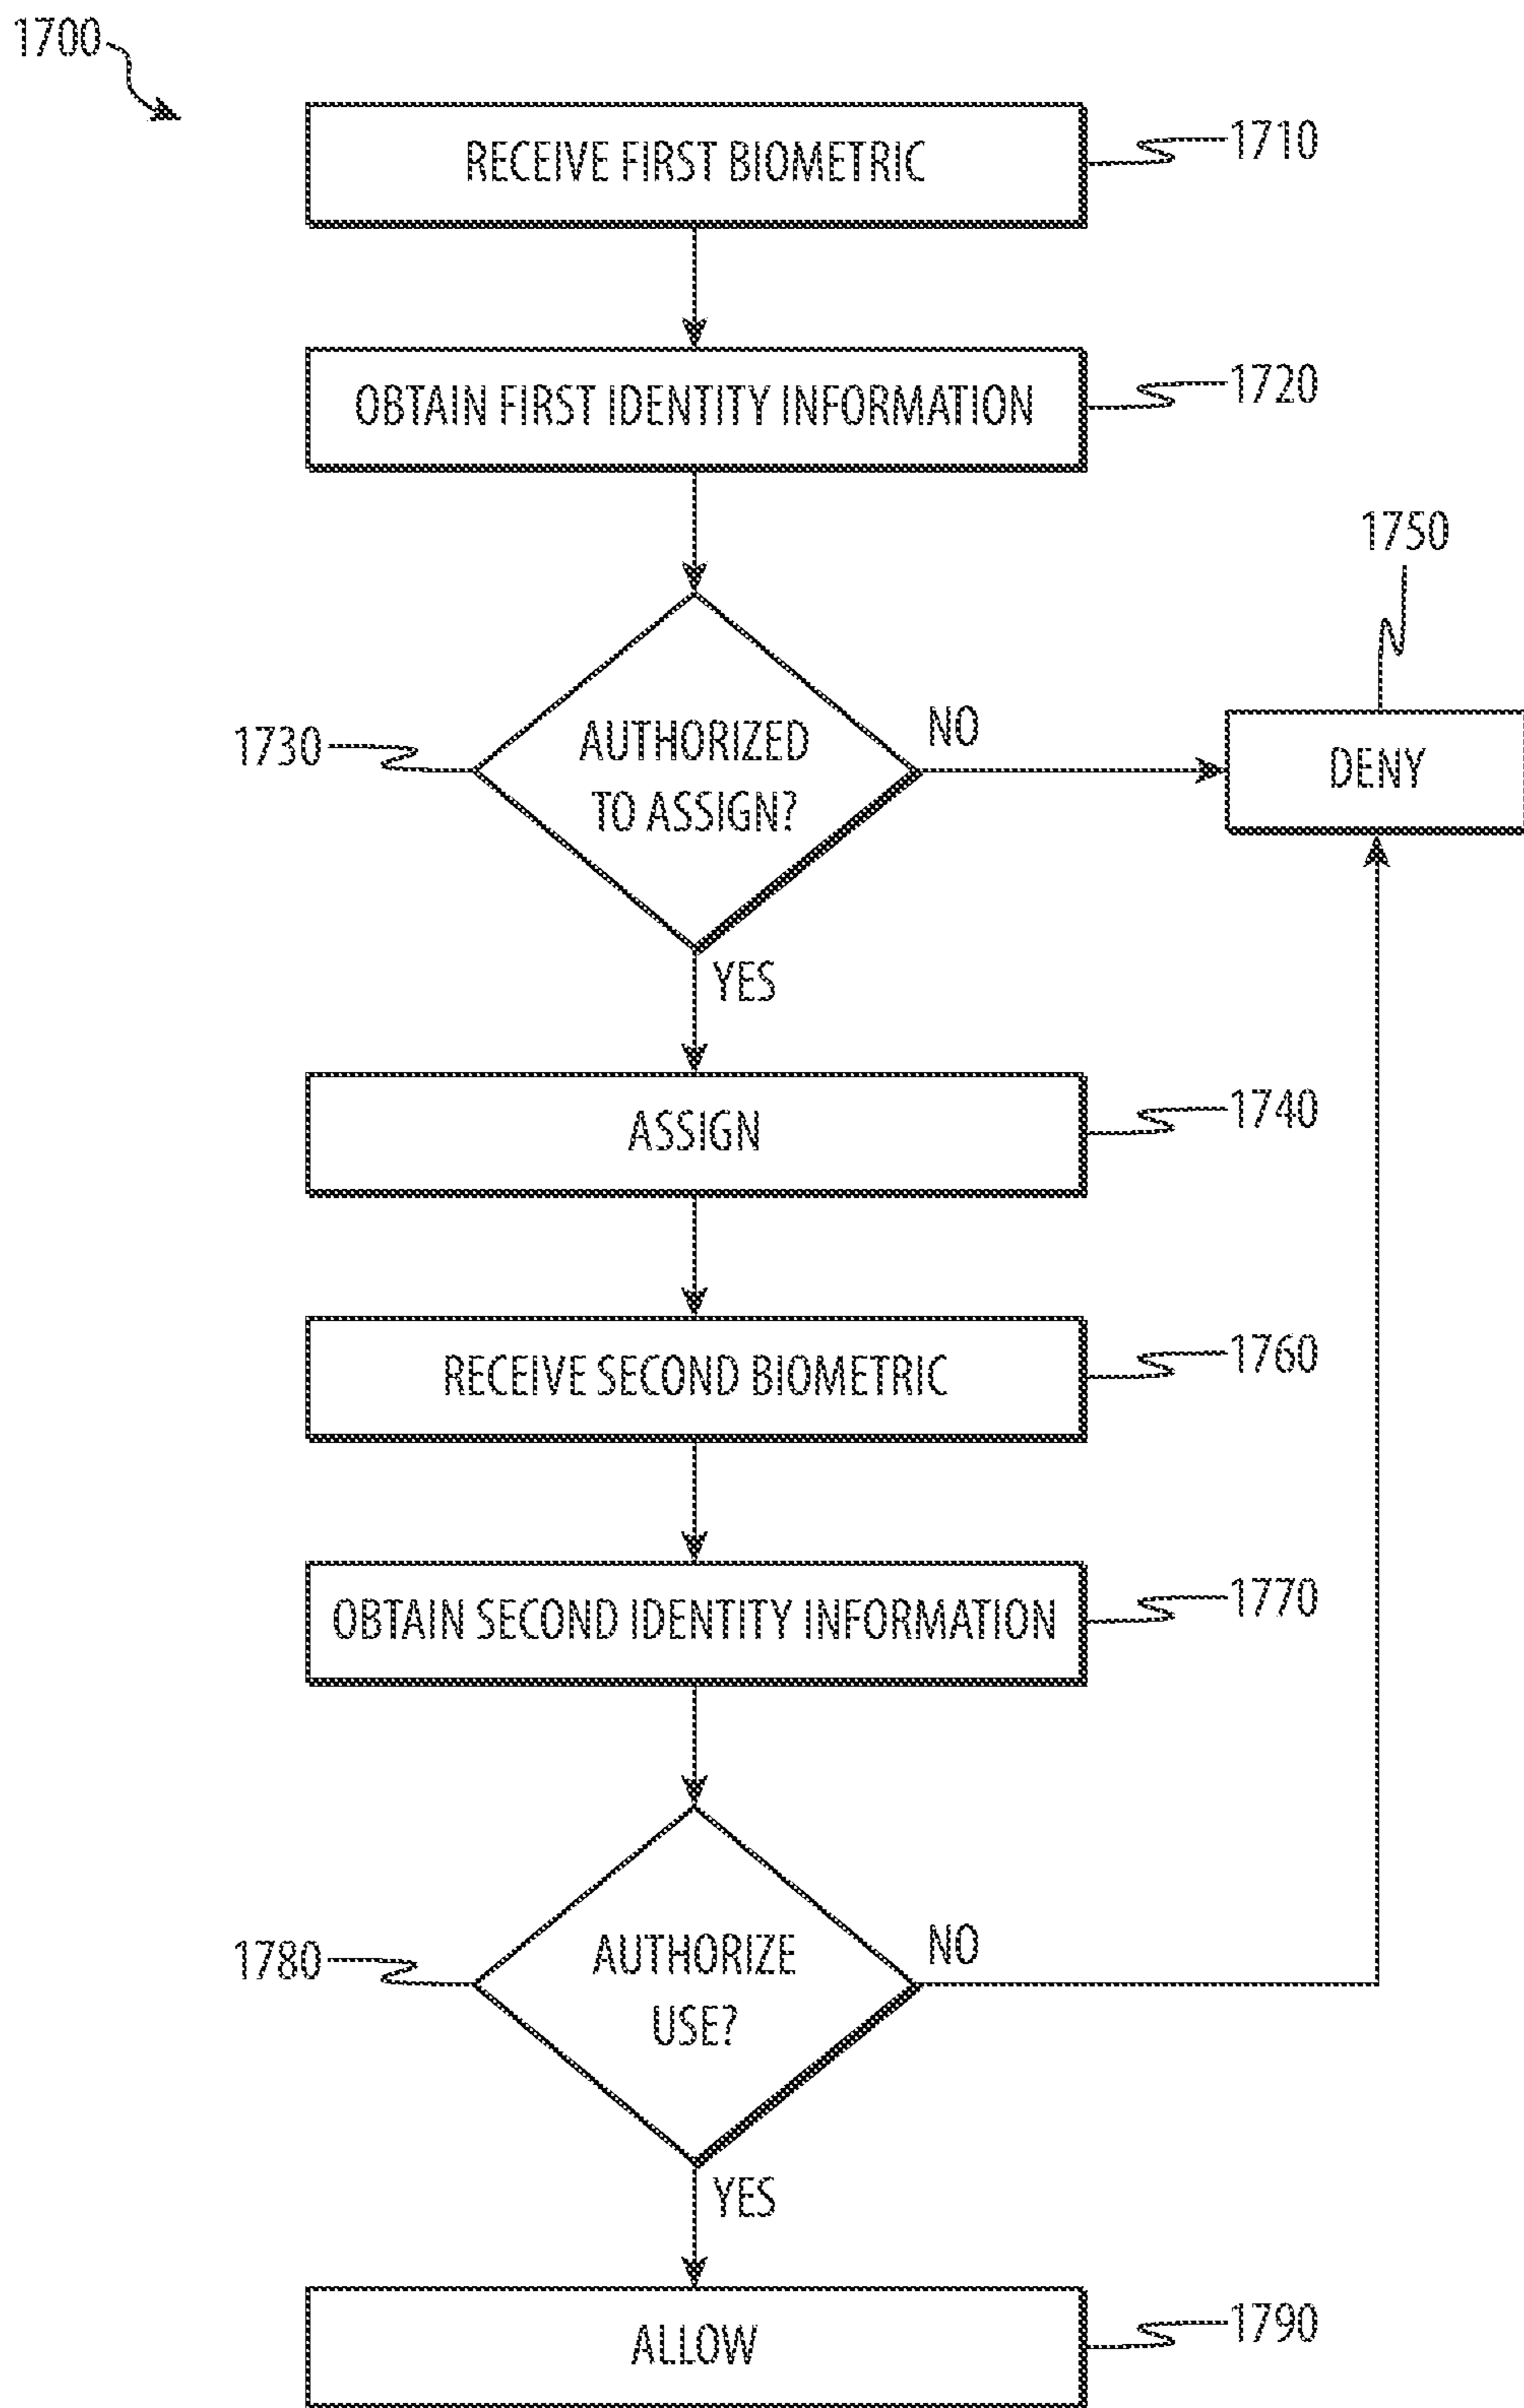 1700
RECEIVE FIRST BIOMETRIC
1710
OBTAIN FIRST IDENTITY INFORMATION
1720
1750
1730
AUTHORIZED
TO ASSIGN?
NO
DENY
YES
ASSIGN
1740
RECEIVE SECOND BIOMETRIC
1760
OBTAIN SECOND IDENTITY INFORMATION
1770
1780
AUTHORIZE
USE?
NO
YES
ALLOW
1790